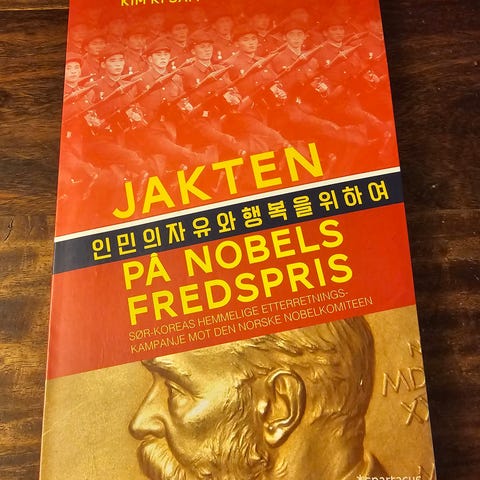 JAKTEN
인민의자유와행복을위하여
PÅ NOBELS
FREDSPRIS
SØR-KOREAS HEMMELIGE ETTERRETNINGS-
KAMPANJE MOT DEN NORSKE NOBELKOMITEEN